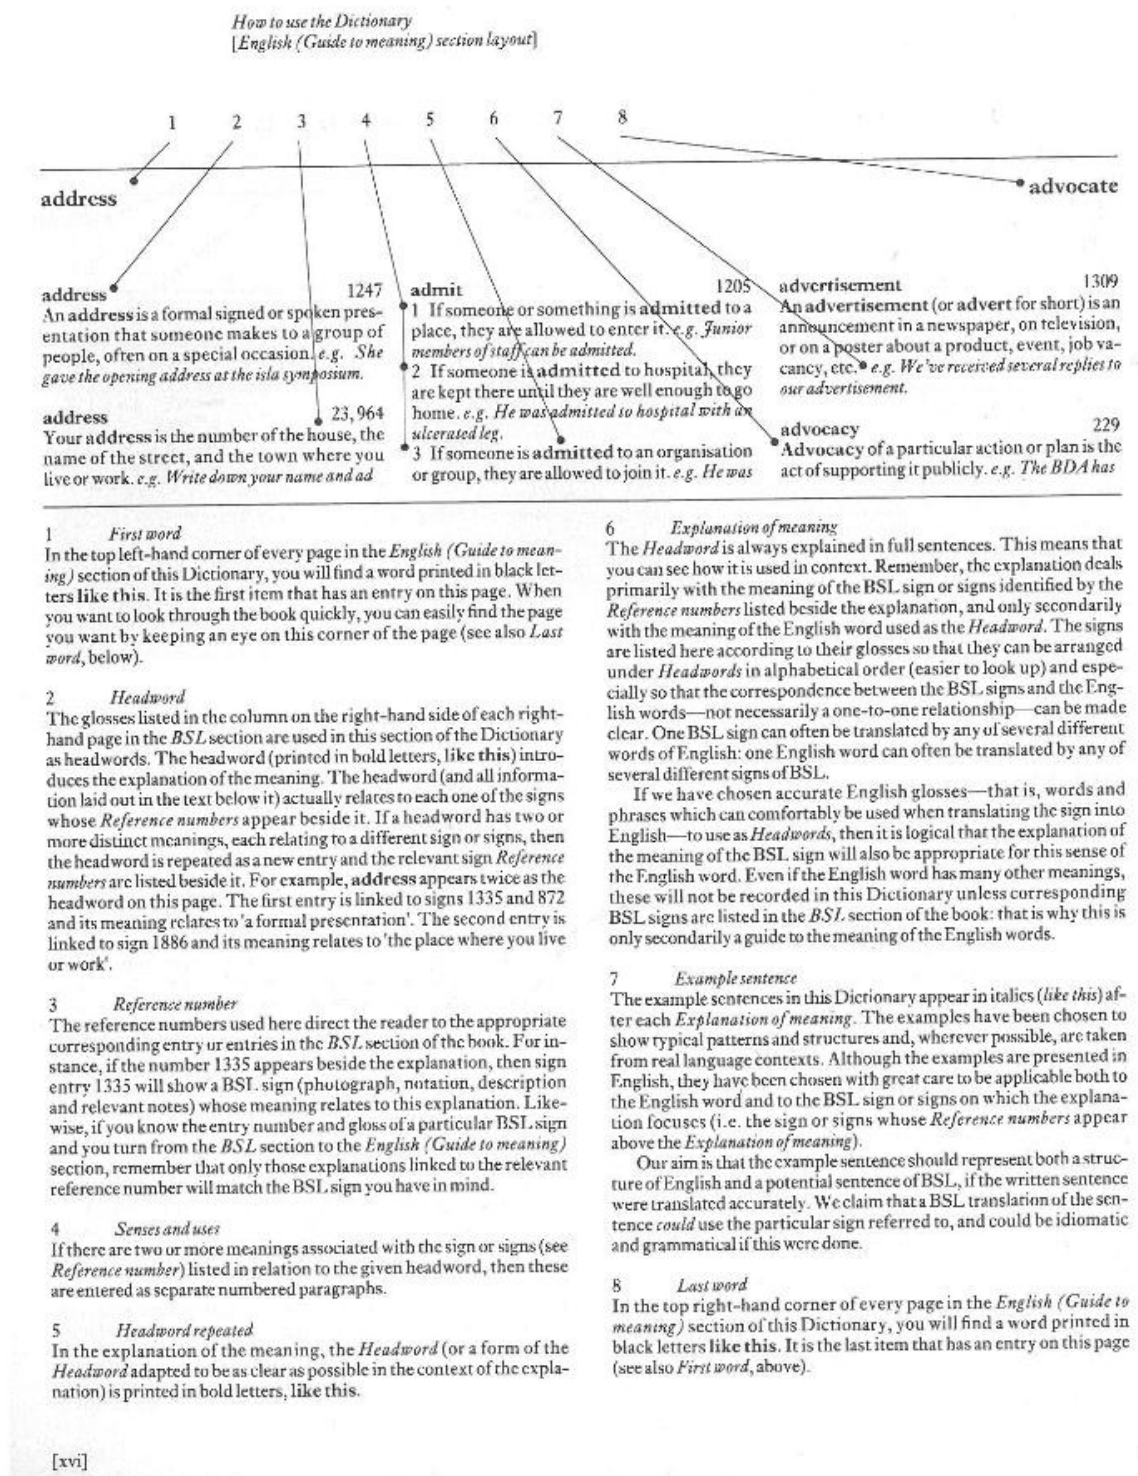 How to use the Dictionary
[English (Guide to meaning) section layout]
1 2 3 4 5 6 7 8
address
advocate
address 1247
An address is a formal signed or spoken pres-
entation that someone makes to a group of
people, often on a special occasion. e.g. She
gave the opening address at the isla symposium.
address 23, 964
Your address is the number of the house, the
name of the street, and the town where you
live or work. e.g. Write down your name and ad
admit 1205
1 If someone or something is admitted to a
place, they are allowed to enter it. e.g. Junior
members of staff can be admitted.
2 If someone is admitted to hospital, they
are kept there until they are well enough to go
home. e.g. He was admitted to hospital with an
ulcerated leg.
3 If someone is admitted to an organisation
or group, they are allowed to join it. e.g. He was
advertisement 1309
An advertisement (or advert for short) is an
announcement in a newspaper, on television,
or on a poster about a product, event, job va-
cancy, etc. e.g. We've received several replies to
our advertisement.
advocacy 229
Advocacy of a particular action or plan is the
act of supporting it publicly. e.g. The BDA has
1 First word
In the top left-hand corner of every page in the English (Guide to mean-
ing) section of this Dictionary, you will find a word printed in black let-
ters like this. It is the first item that has an entry on this page. When
you want to look through the book quickly, you can easily find the page
you want by keeping an eye on this corner of the page (see also Last
word, below).
2 Headword
The glosses listed in the column on the right-hand side of each right-
hand page in the BSL section are used in this section of the Dictionary
as headwords. The headword (printed in bold letters, like this) intro-
duces the explanation of the meaning. The headword (and all informa-
tion laid out in the text below it) actually relates to each one of the signs
whose Reference numbers appear beside it. If a headword has two or
more distinct meanings, each relating to a different sign or signs, then
the headword is repeated as a new entry and the relevant sign Reference
numbers are listed beside it. For example, address appears twice as the
headword on this page. The first entry is linked to signs 1335 and 872
and its meaning relates to 'a formal presentation'. The second entry is
linked to sign 1886 and its meaning relates to 'the place where you live
or work'.
3 Reference number
The reference numbers used here direct the reader to the appropriate
corresponding entry or entries in the BSL section of the book. For in-
stance, if the number 1335 appears beside the explanation, then sign
entry 1335 will show a BSL sign (photograph, notation, description
and relevant notes) whose meaning relates to this explanation. Like-
wise, if you know the entry number and gloss of a particular BSL sign
and you turn from the BSL section to the English (Guide to meaning)
section, remember that only those explanations linked to the relevant
reference number will match the BSL sign you have in mind.
4 Senses and uses
If there are two or more meanings associated with the sign or signs (see
Reference number) listed in relation to the given headword, then these
are entered as separate numbered paragraphs.
5 Headword repeated
In the explanation of the meaning, the Headword (or a form of the
Headword adapted to be as clear as possible in the context of the expla-
nation) is printed in bold letters, like this.
6 Explanation of meaning
The Headword is always explained in full sentences. This means that
you can see how it is used in context. Remember, the explanation deals
primarily with the meaning of the BSL sign or signs identified by the
Reference numbers listed beside the explanation, and only secondarily
with the meaning of the English word used as the Headword. The signs
are listed here according to their glosses so that they can be arranged
under Headwords in alphabetical order (easier to look up) and espe-
cially so that the correspondence between the BSL signs and the Eng-
lish words—not necessarily a one-to-one relationship—can be made
clear. One BSL sign can often be translated by any of several different
words of English: one English word can often be translated by any of
several different signs of BSL.
If we have chosen accurate English glosses—that is, words and
phrases which can comfortably be used when translating the sign into
English—to use as Headwords, then it is logical that the explanation of
the meaning of the BSL sign will also be appropriate for this sense of
the English word. Even if the English word has many other meanings,
these will not be recorded in this Dictionary unless corresponding
BSL signs are listed in the BSL section of the book: that is why this is
only secondarily a guide to the meaning of the English words.
7 Example sentence
The example sentences in this Dictionary appear in italics (like this) af-
ter each Explanation of meaning. The examples have been chosen to
show typical patterns and structures and, wherever possible, are taken
from real language contexts. Although the examples are presented in
English, they have been chosen with great care to be applicable both to
the English word and to the BSL sign or signs on which the explana-
tion focuses (i.e. the sign or signs whose Reference numbers appear
above the Explanation of meaning).
Our aim is that the example sentence should represent both a struc-
ture of English and a potential sentence of BSL, if the written sentence
were translated accurately. We claim that a BSL translation of the sen-
tence could use the particular sign referred to, and could be idiomatic
and grammatical if this were done.
8 Last word
In the top right-hand corner of every page in the English (Guide to
meaning) section of this Dictionary, you will find a word printed in
black letters like this. It is the last item that has an entry on this page
(see also First word, above).
[xvi]